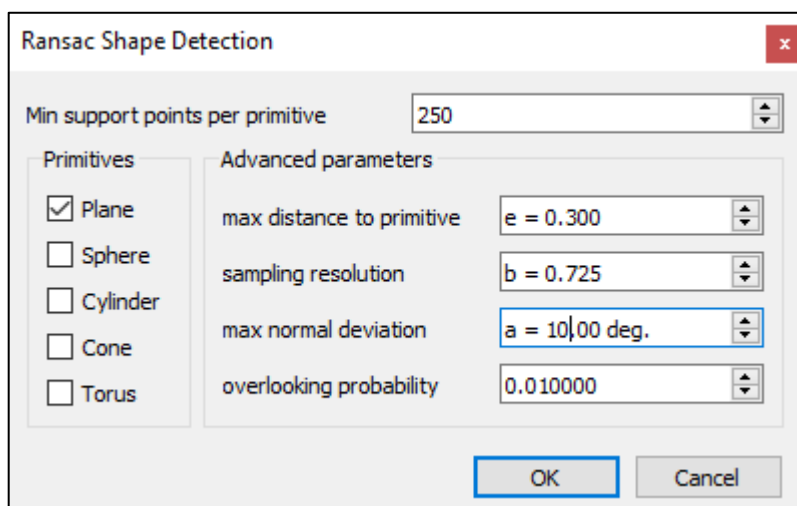 Ransac Shape Detection
x
Min support points per primitive 250
Primitives
Plane
Sphere
Cylinder
Cone
Torus
Advanced parameters
max distance to primitive e = 0.300
sampling resolution b = 0.725
max normal deviation a = 10.00 deg.
overlooking probability 0.010000
OK Cancel